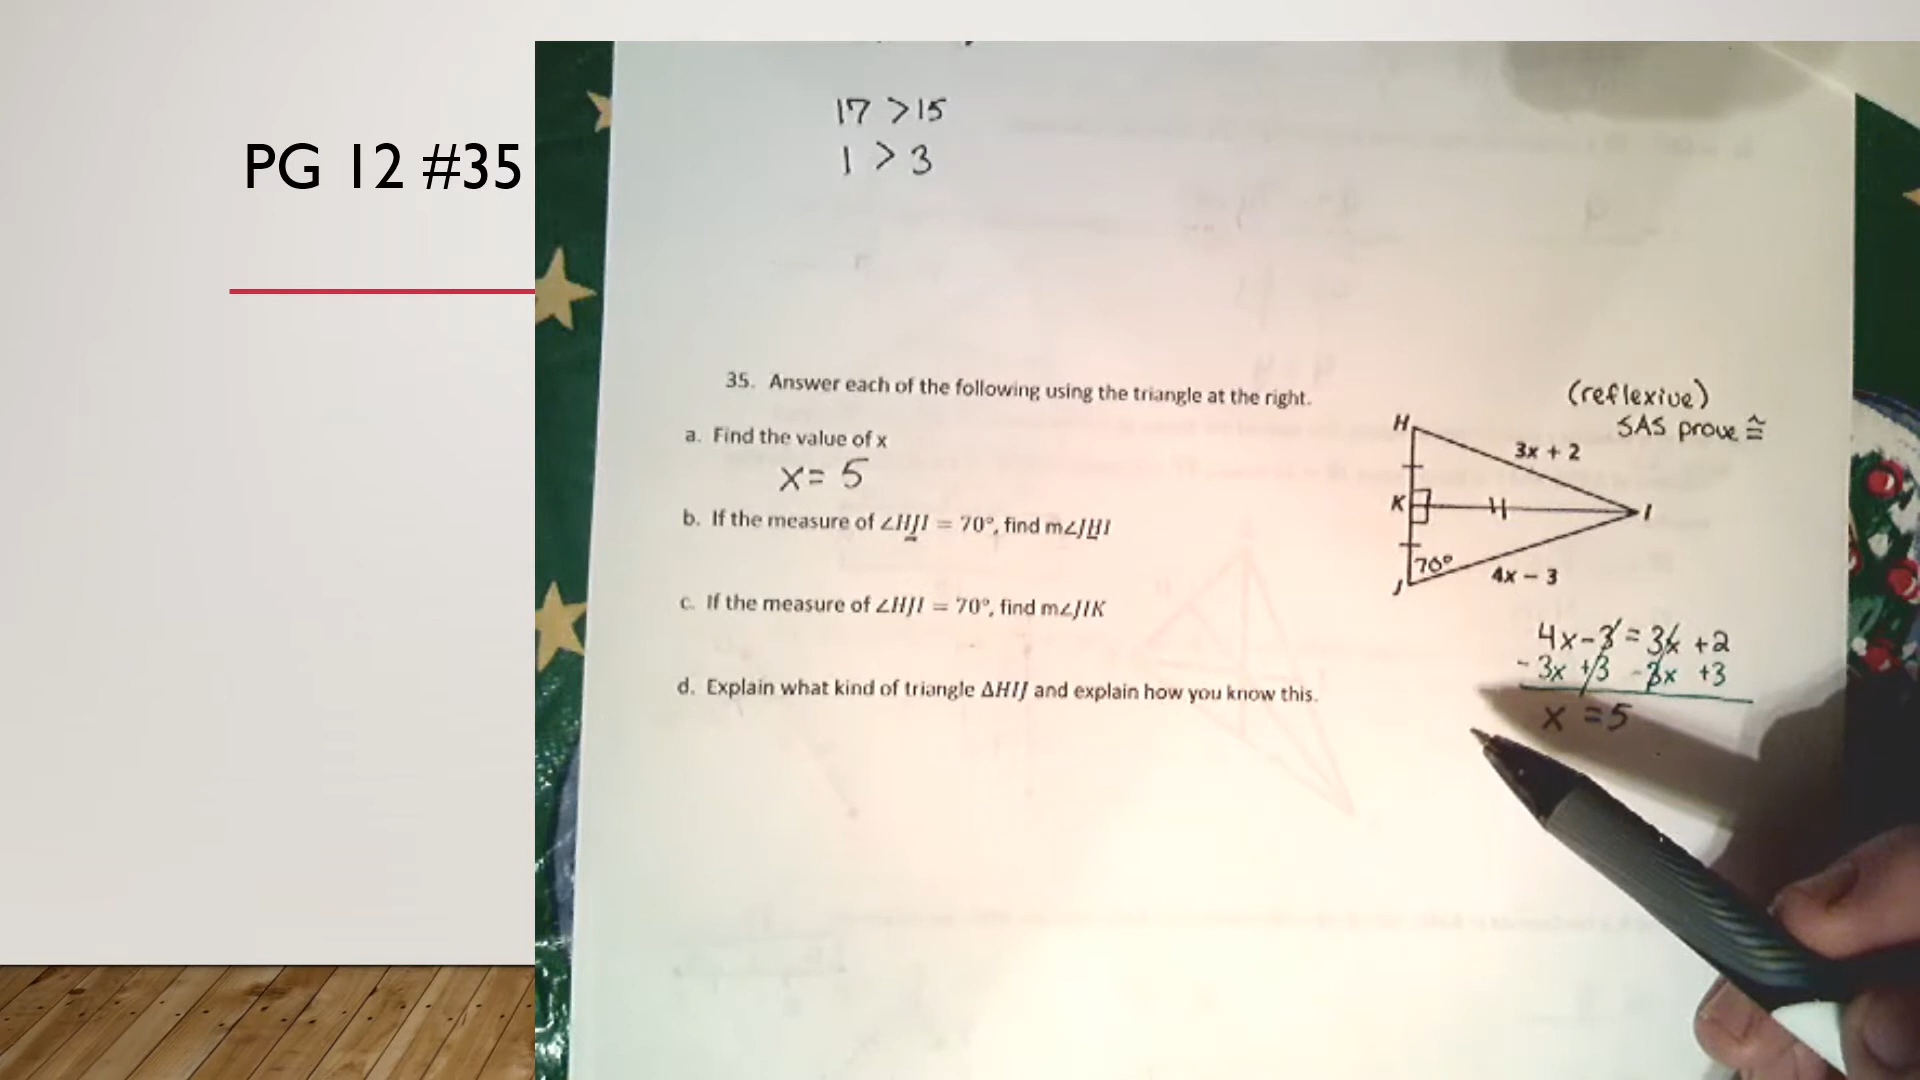 PG 12 #35
17 >15
1 > 3
35. Answer each of the following using the triangle at the right.
(reflexive)
SAS prove ≅
a. Find the value of x
x = 5
b. If the measure of ∠HJI = 70°, find m∠JHI
c. If the measure of ∠HJI = 70°, find m∠JIK
d. Explain what kind of triangle ΔHIJ and explain how you know this.
H
3x + 2
K
I
70°
J
4x − 3
4x-3 = 3x +2
-3x +3 -3x +3
x = 5